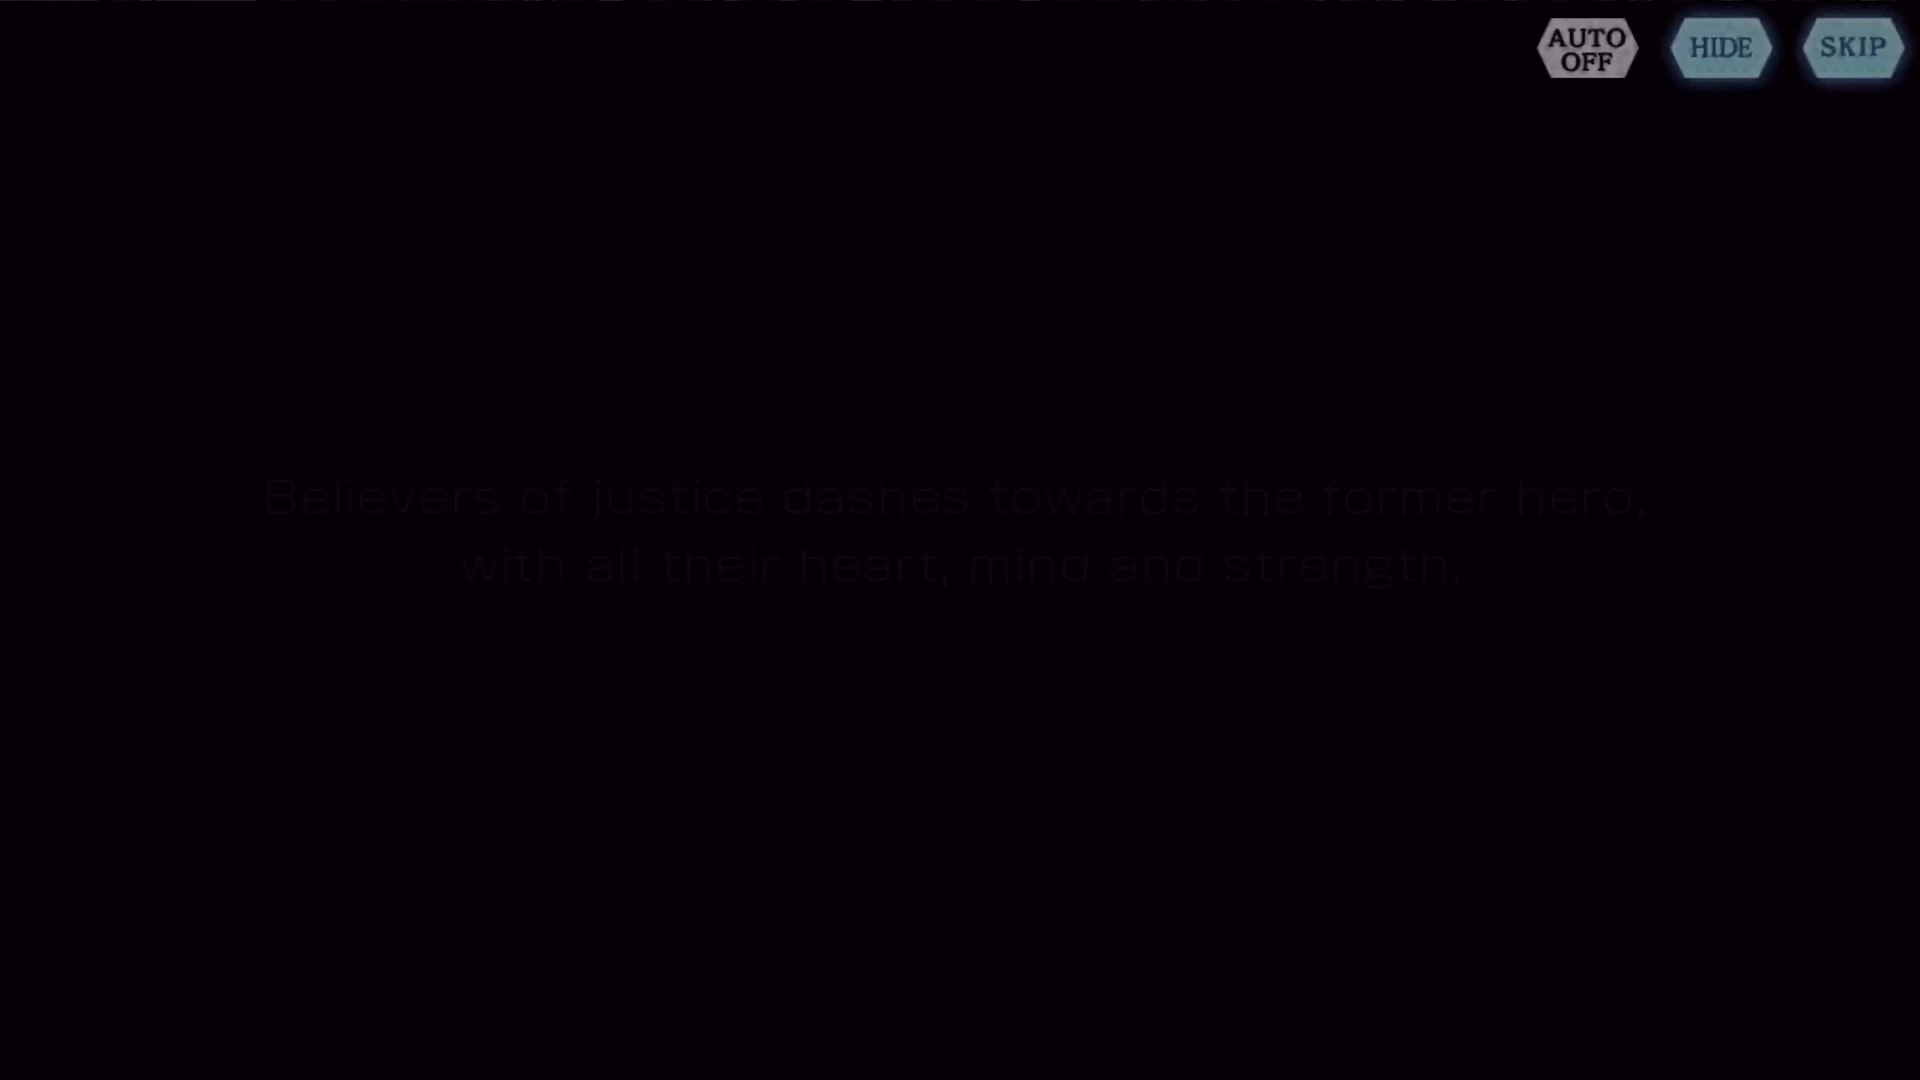 AUTO
OFF
HIDE
SKIP
Believers of justice dashes towards the former hero,
with all their heart, mind and strength.